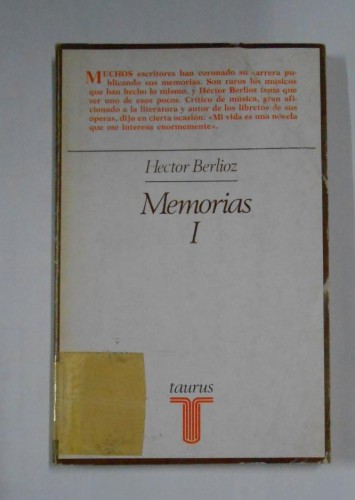 MUCHOS escritores han coronado su carrera pu-
blicando sus memorias. Son raros los músicos
que han hecho lo mismo, y Héctor Berlioz tenía que
ser uno de esos pocos. Crítico de música, gran afi-
cionado a la literatura y autor de los libretos de sus
óperas, dijo en cierta ocasión: «Mi vida es una novela
que me interesa enormemente».
Hector Berlioz
Memorias
I
taurus